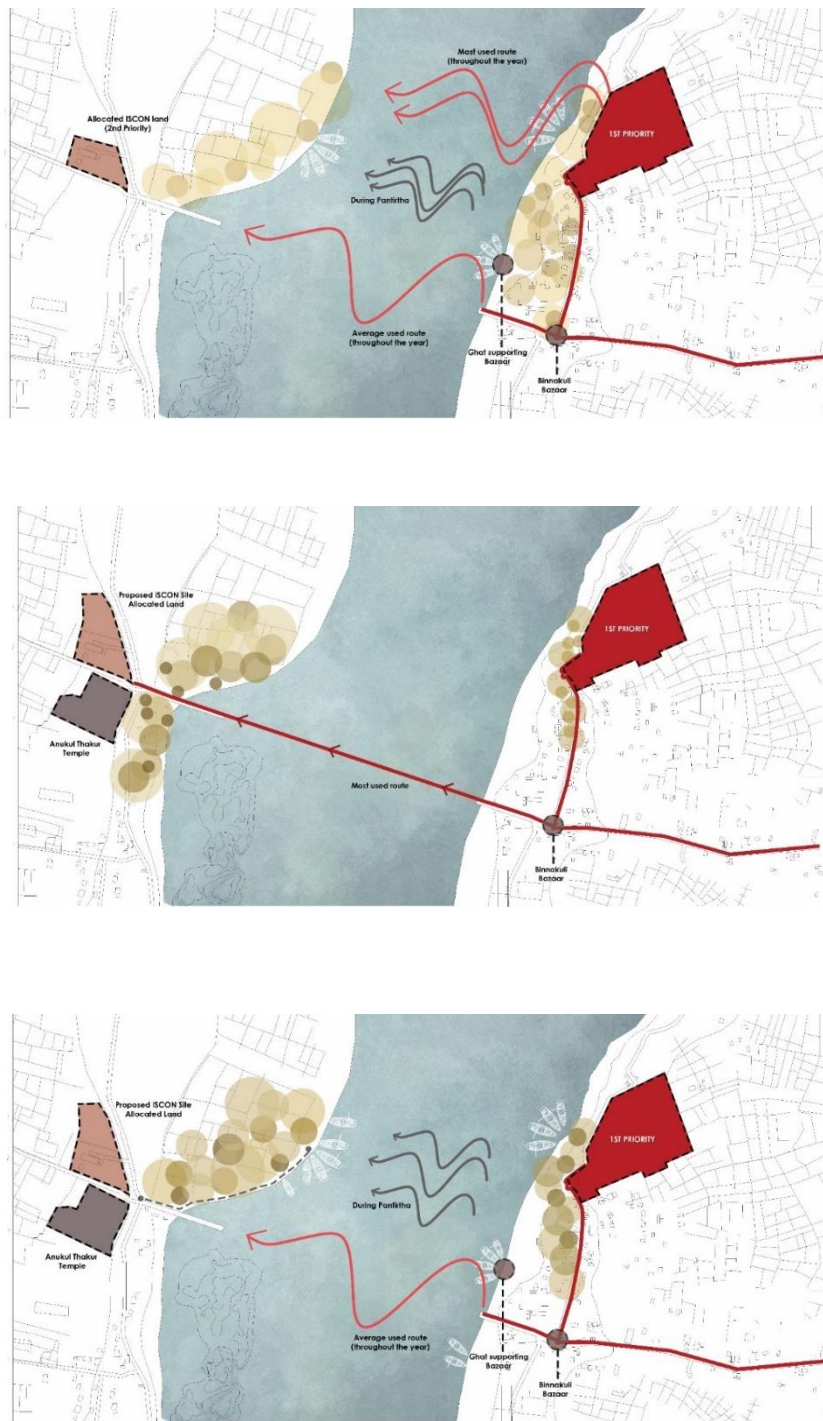 Most used route
(throughout the year)
Allocated ISCON land
(2nd Priority)
1ST PRIORITY
During Pantirtha
Average used route
(throughout the year)
Ghat supporting
Bazaar
Binnakuli
Bazaar
Proposed ISCON Site
Allocated Land
1ST PRIORITY
Anukul Thakur
Temple
Most used route
Binnakuli
Bazaar
Proposed ISCON Site
Allocated Land
1ST PRIORITY
During Pantirtha
Anukul Thakur
Temple
Average used route
(throughout the year)
Ghat supporting
Bazaar
Binnakuli
Bazaar